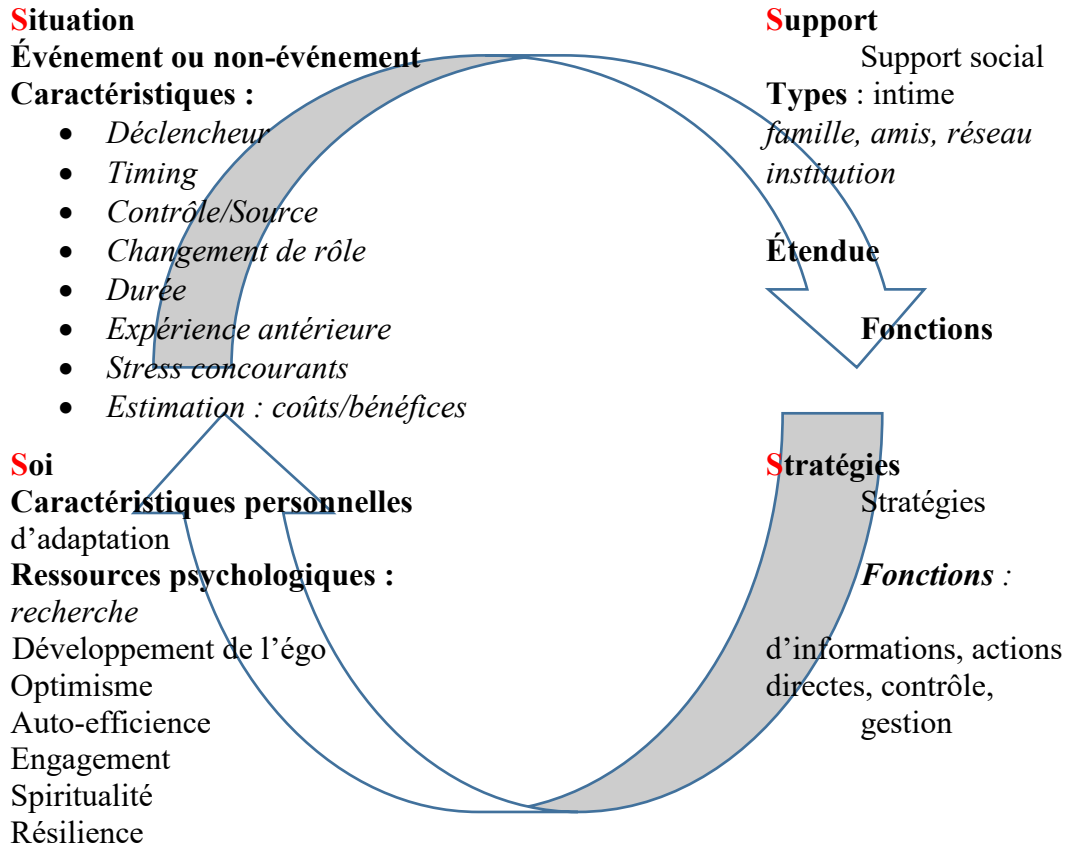 Situation
Événement ou non-événement
Caractéristiques :
• Déclencheur
• Timing
• Contrôle/Source
• Changement de rôle
• Durée
• Expérience antérieure
• Stress concourants
• Estimation : coûts/bénéfices
Support
Support social
Types : intime
famille, amis, réseau
institution
Étendue
Fonctions
Soi
Caractéristiques personnelles
d’adaptation
Ressources psychologiques :
recherche
Développement de l’égo
Optimisme
Auto-efficience
Engagement
Spiritualité
Résilience
Stratégies
Stratégies
Fonctions :
d’informations, actions
directes, contrôle,
gestion